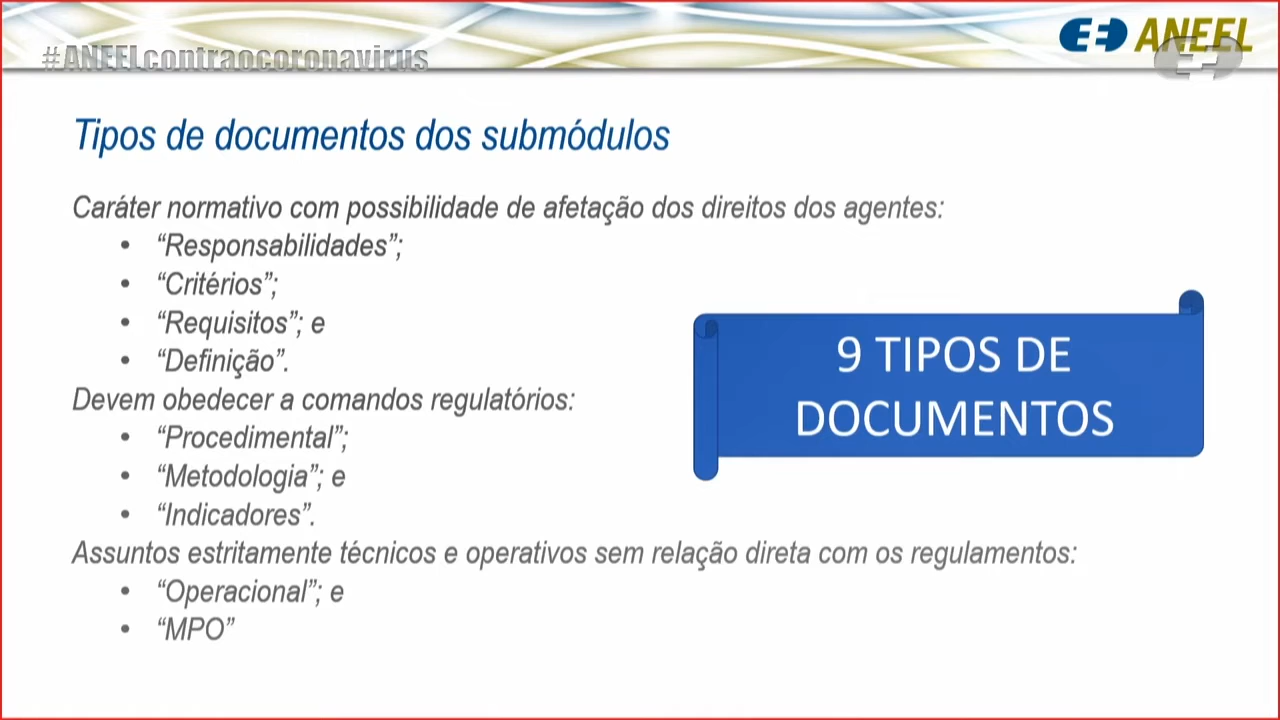 #ANEELcontraocoronavirus
ANEEL
Tipos de documentos dos submódulos
Caráter normativo com possibilidade de afetação dos direitos dos agentes:
• “Responsabilidades”;
• “Critérios”;
• “Requisitos”; e
• “Definição”.
Devem obedecer a comandos regulatórios:
• “Procedimental”;
• “Metodologia”; e
• “Indicadores”.
Assuntos estritamente técnicos e operativos sem relação direta com os regulamentos:
• “Operacional”; e
• “MPO”
9 TIPOS DE
DOCUMENTOS